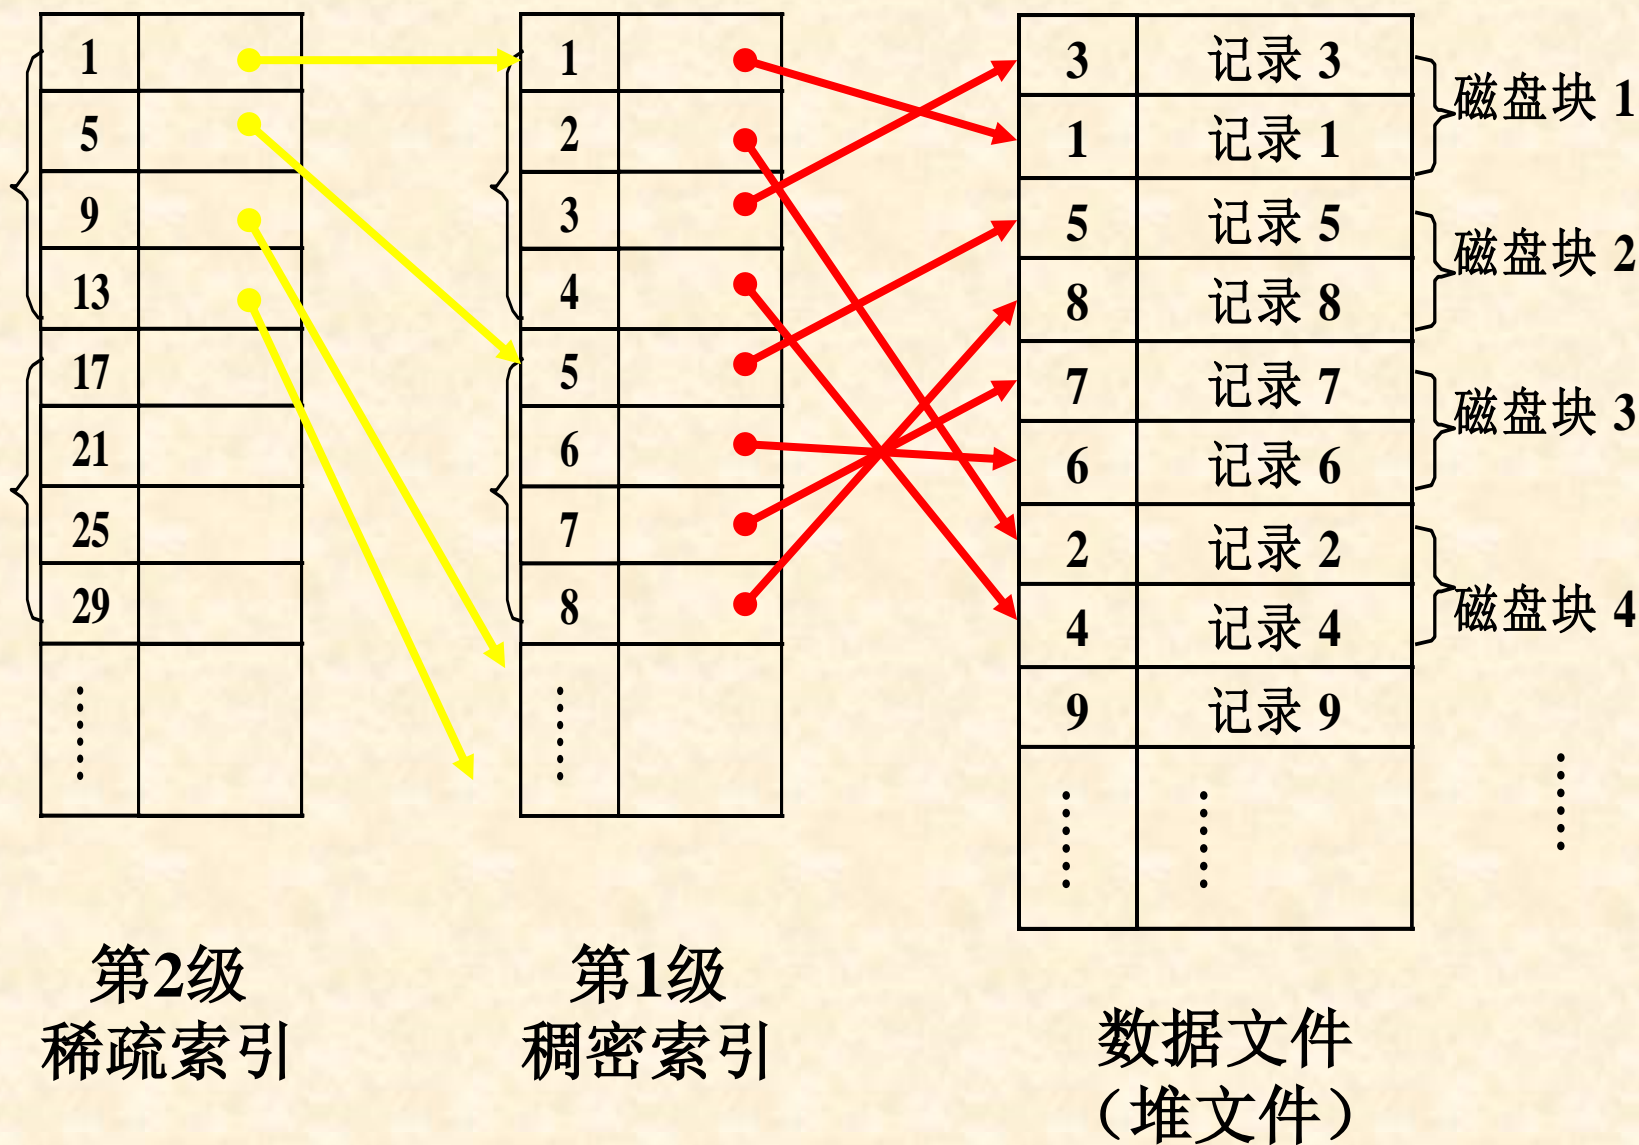 1
5
9
13
17
21
25
29
……
第2级
稀疏索引
1
2
3
4
5
6
7
8
……
第1级
稠密索引
3 记录 3
1 记录 1
5 记录 5
8 记录 8
7 记录 7
6 记录 6
2 记录 2
4 记录 4
9 记录 9
…… ……
数据文件
（堆文件）
磁盘块 1
磁盘块 2
磁盘块 3
磁盘块 4
……